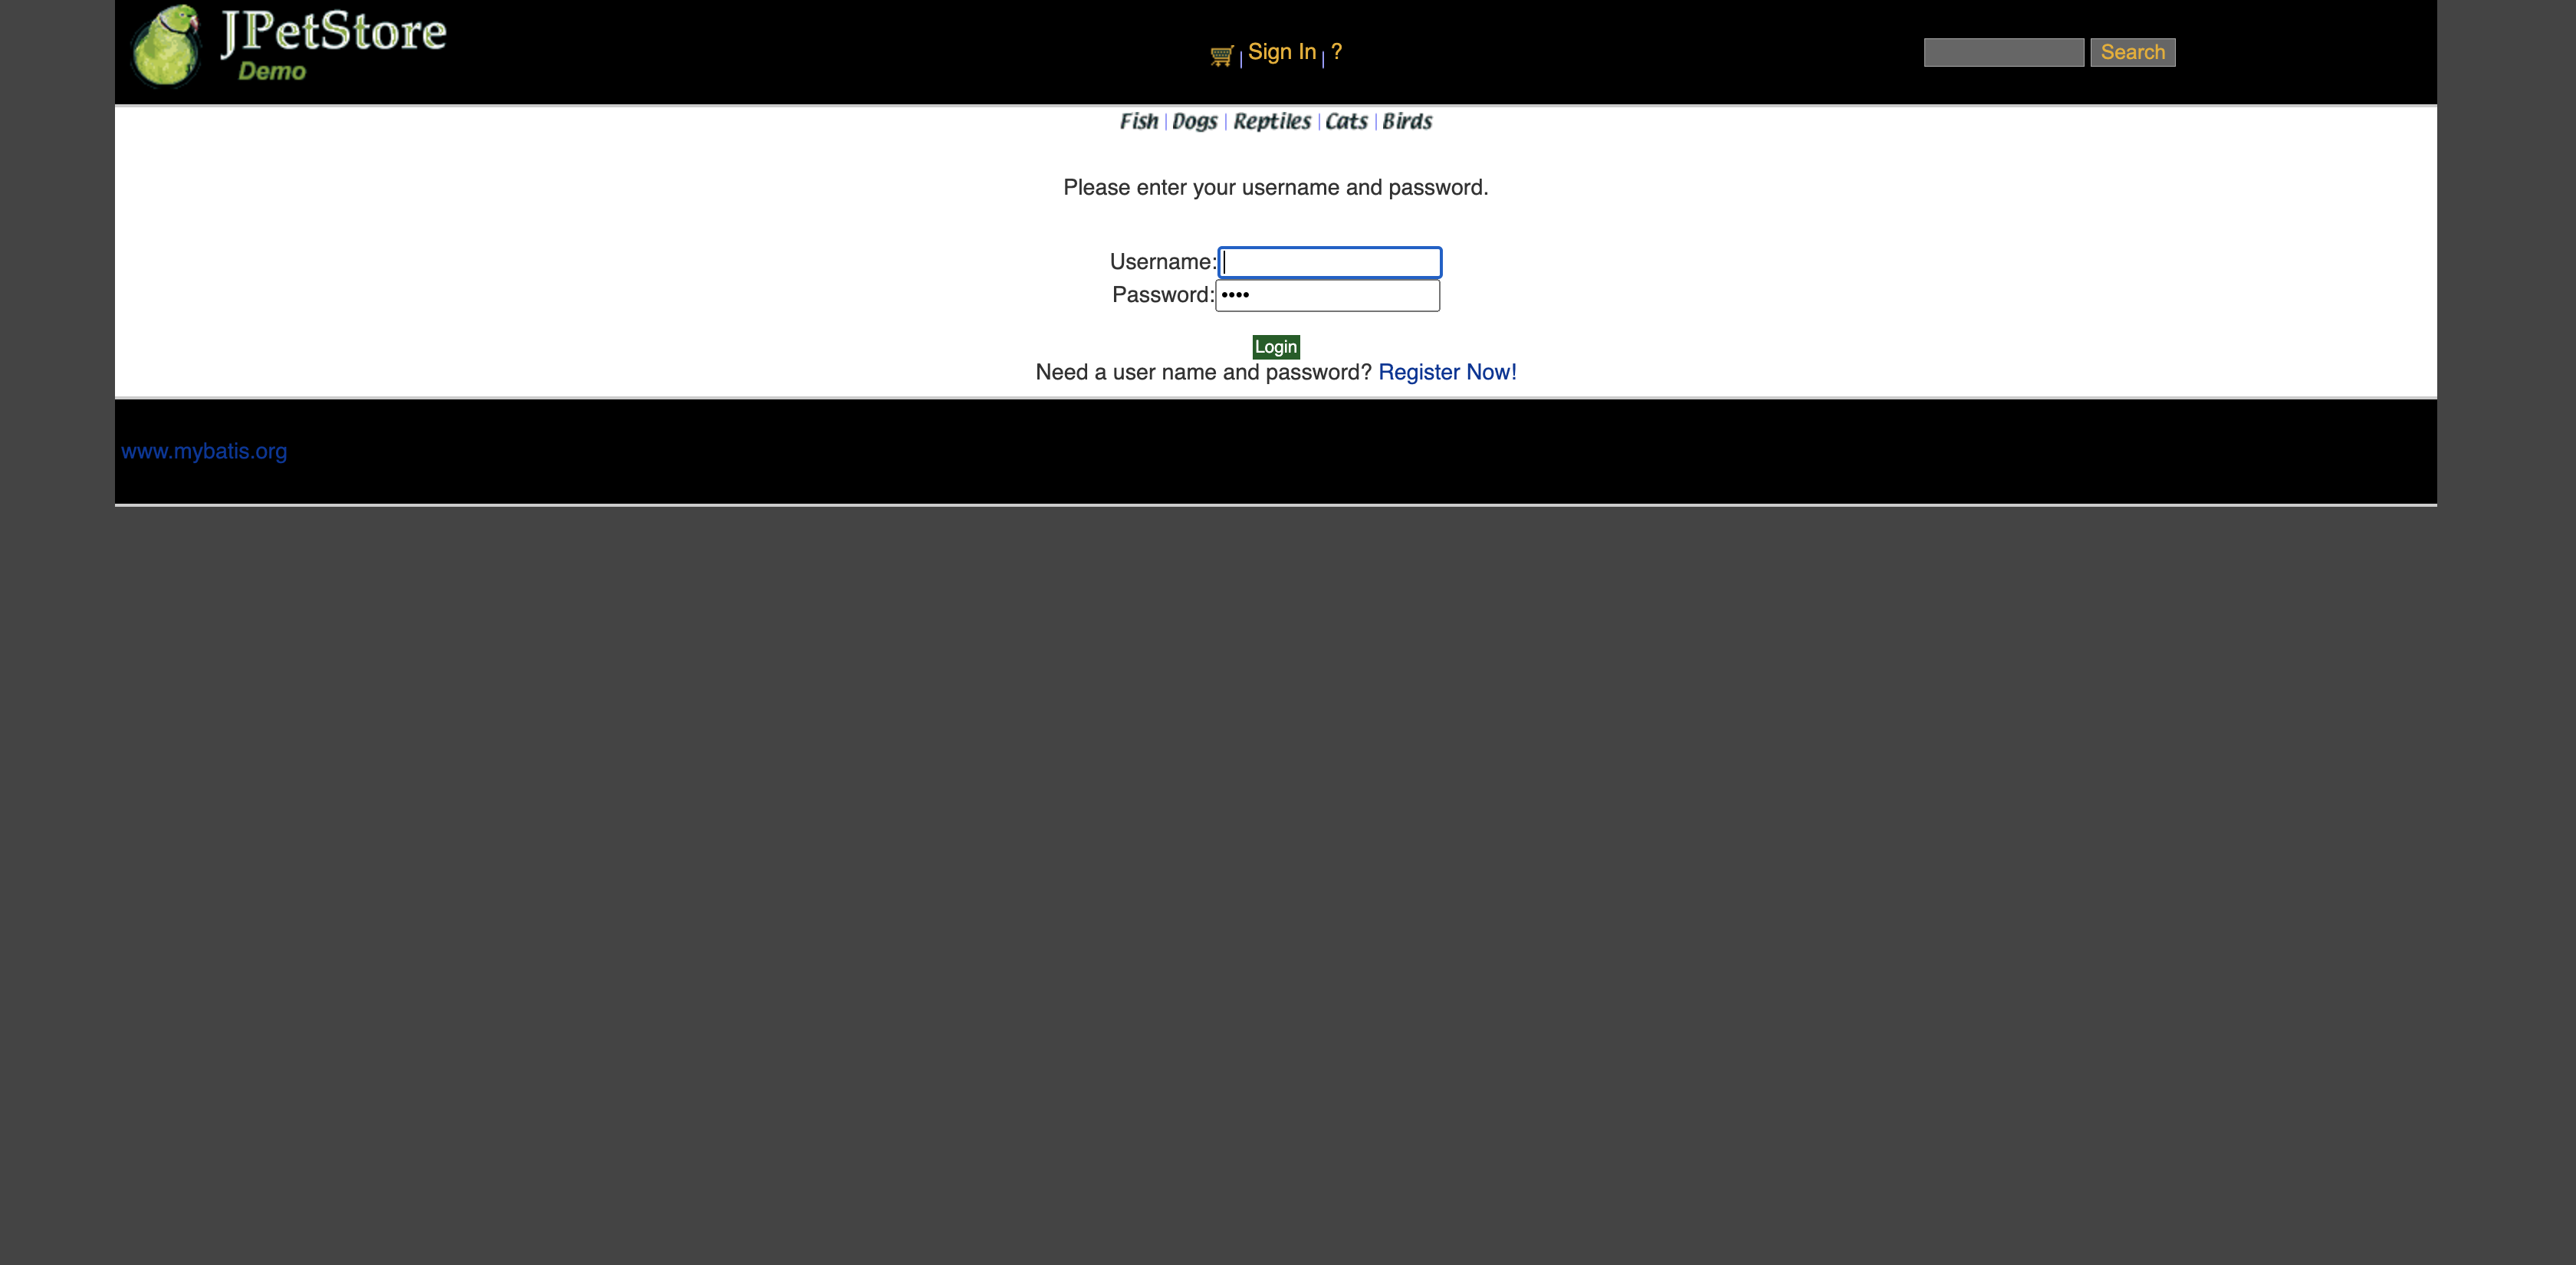 JPetStore
Demo
| Sign In | ?
Search
Fish | Dogs | Reptiles | Cats | Birds
Please enter your username and password.
Username:
Password: ••••
Login
Need a user name and password? Register Now!
www.mybatis.org